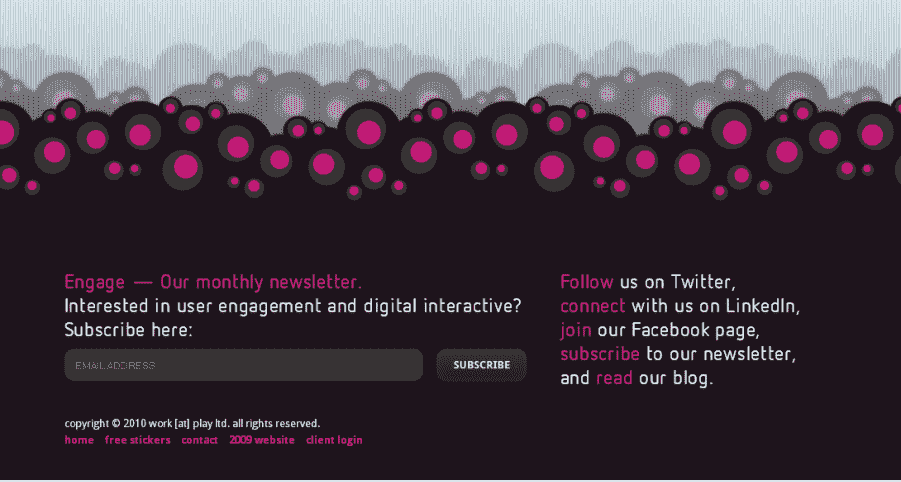 Engage — Our monthly newsletter.
Interested in user engagement and digital interactive?
Subscribe here:
EMAIL ADDRESS
SUBSCRIBE
Follow us on Twitter,
connect with us on LinkedIn,
join our Facebook page,
subscribe to our newsletter,
and read our blog.
copyright © 2010 work [at] play ltd. all rights reserved.
home free stickers contact 2009 website client login